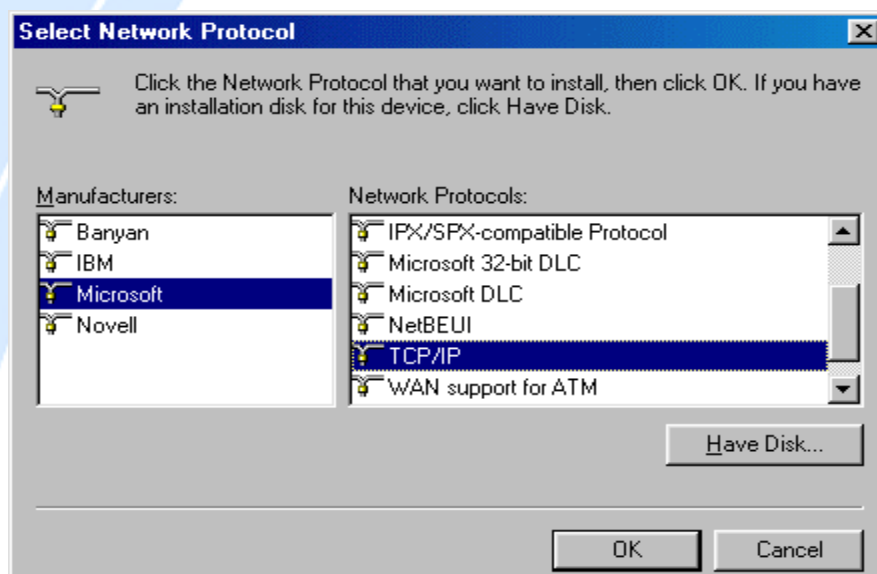 Select Network Protocol
Click the Network Protocol that you want to install, then click OK. If you have
an installation disk for this device, click Have Disk.
Manufacturers:
Banyan
IBM
Microsoft
Novell
Network Protocols:
IPX/SPX-compatible Protocol
Microsoft 32-bit DLC
Microsoft DLC
NetBEUI
TCP/IP
WAN support for ATM
Have Disk...
OK
Cancel